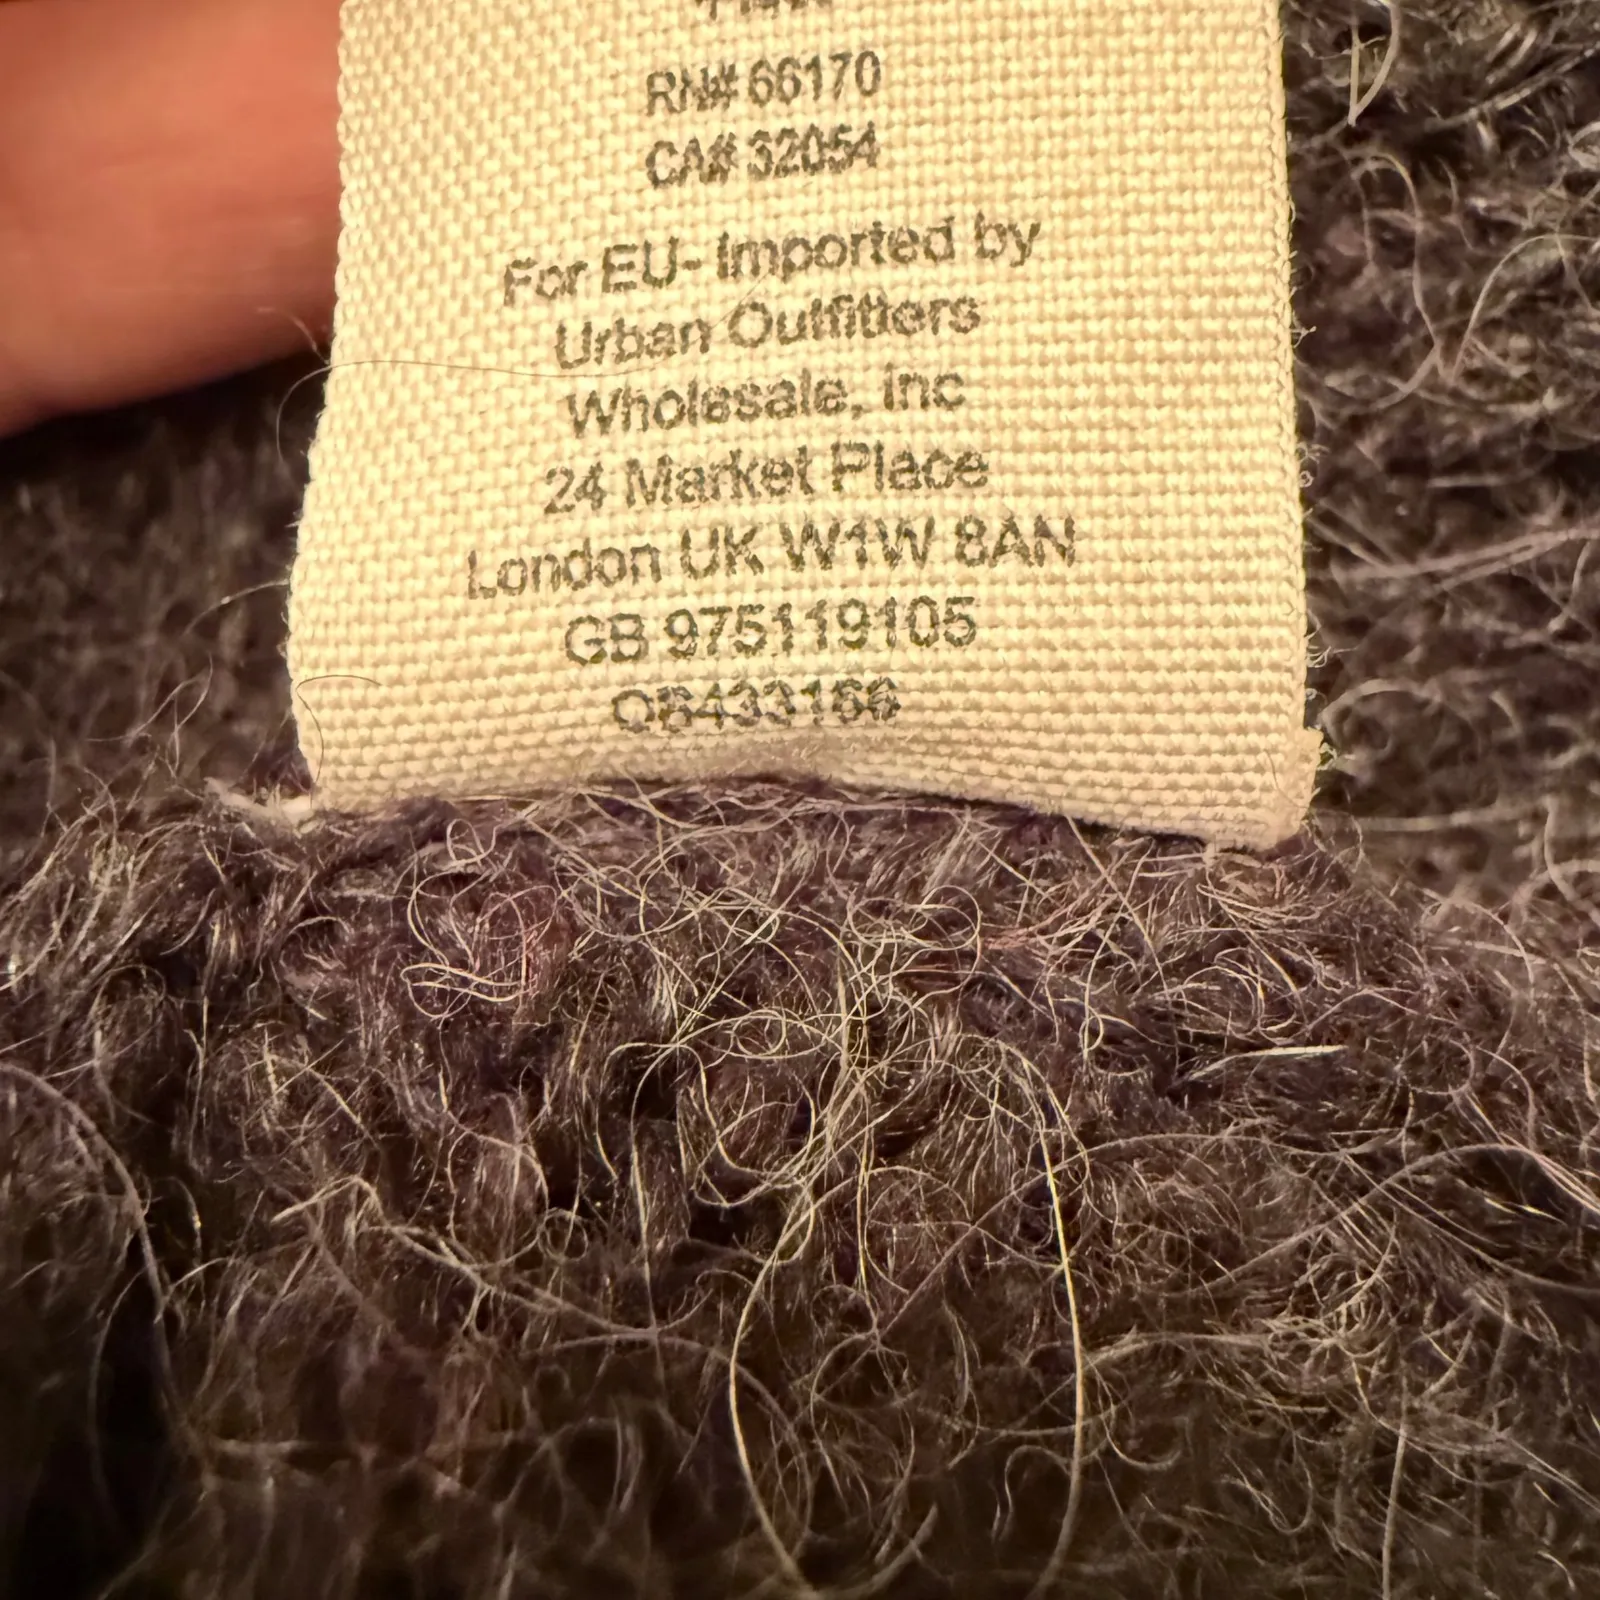 RN# 66170
CA# 32054
For EU- Imported by
Urban Outfitters
Wholesale, Inc
24 Market Place
London UK W1W 8AN
GB 975119105
OB433166